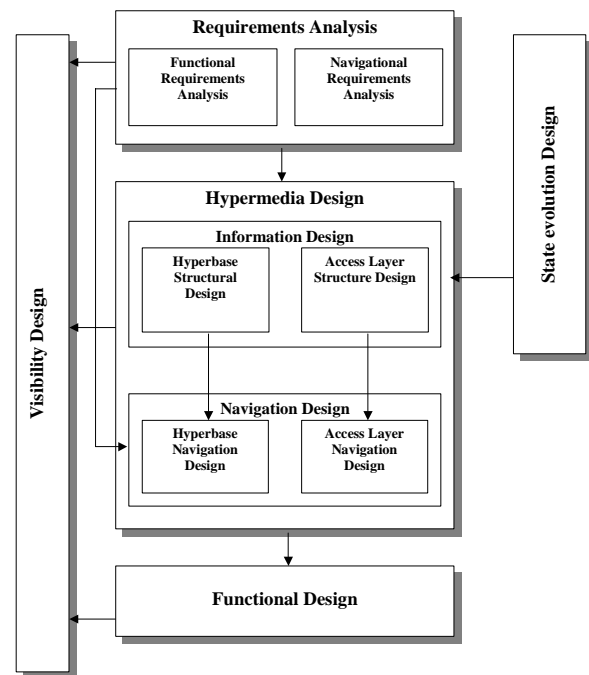 Requirements Analysis
Functional
Requirements
Analysis
Navigational
Requirements
Analysis
Hypermedia Design
Information Design
Hyperbase
Structural
Design
Access Layer
Structure Design
Navigation Design
Hyperbase
Navigation
Design
Access Layer
Navigation
Design
Functional Design
Visibility Design
State evolution Design